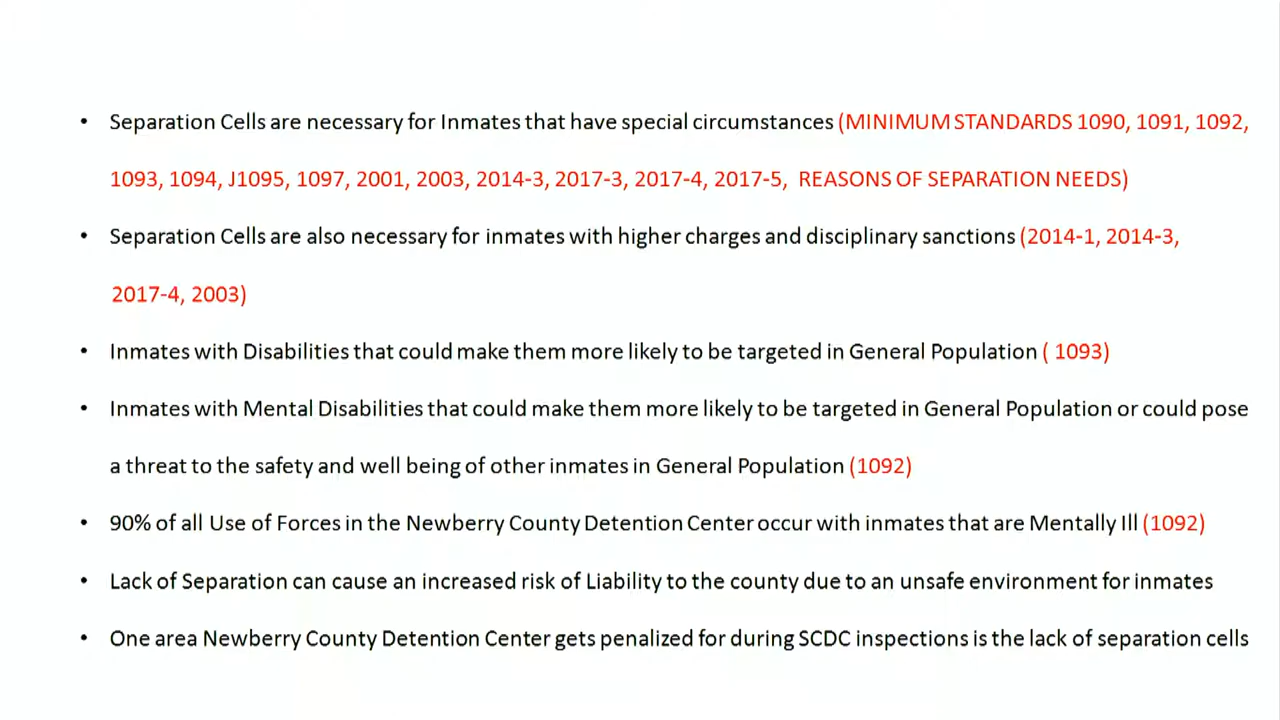 • Separation Cells are necessary for Inmates that have special circumstances (MINIMUM STANDARDS 1090, 1091, 1092,
1093, 1094, J1095, 1097, 2001, 2003, 2014-3, 2017-3, 2017-4, 2017-5, REASONS OF SEPARATION NEEDS)
• Separation Cells are also necessary for inmates with higher charges and disciplinary sanctions (2014-1, 2014-3,
2017-4, 2003)
• Inmates with Disabilities that could make them more likely to be targeted in General Population ( 1093)
• Inmates with Mental Disabilities that could make them more likely to be targeted in General Population or could pose
a threat to the safety and well being of other inmates in General Population (1092)
• 90% of all Use of Forces in the Newberry County Detention Center occur with inmates that are Mentally Ill (1092)
• Lack of Separation can cause an increased risk of Liability to the county due to an unsafe environment for inmates
• One area Newberry County Detention Center gets penalized for during SCDC inspections is the lack of separation cells